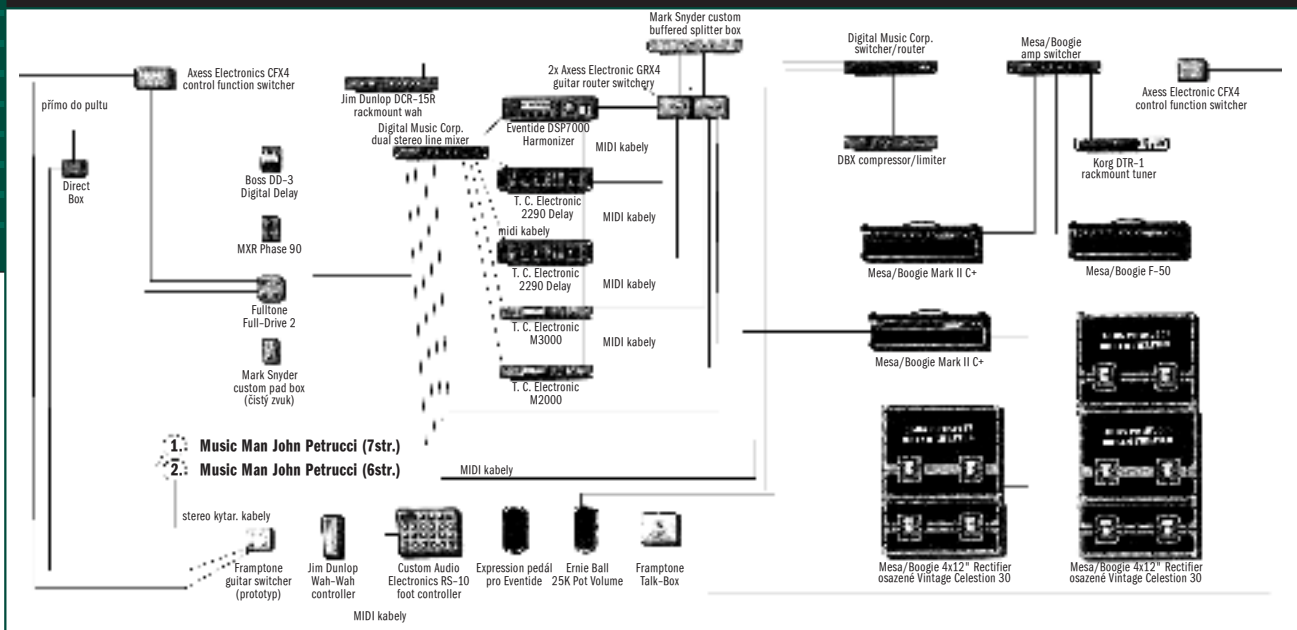 Mark Snyder custom
buffered splitter box
Axess Electronics CFX4
control function switcher
přímo do pultu
Direct
Box
Jim Dunlop DCR-15R
rackmount wah
Digital Music Corp.
dual stereo line mixer
2x Axess Electronic GRX4
guitar router switchery
Eventide DSP7000
Harmonizer
MIDI kabely
Digital Music Corp.
switcher/router
DBX compressor/limiter
Mesa/Boogie
amp switcher
Korg DTR-1
rackmount tuner
Axess Electronic CFX4
control function switcher
Boss DD-3
Digital Delay
MXR Phase 90
Fulltone
Full-Drive 2
Mark Snyder
custom pad box
(čistý zvuk)
T. C. Electronic
2290 Delay
MIDI kabely
midi kabely
T. C. Electronic
2290 Delay
MIDI kabely
T. C. Electronic
M3000
MIDI kabely
T. C. Electronic
M2000
Mesa/Boogie Mark II C+
Mesa/Boogie F-50
Mesa/Boogie Mark II C+
1. Music Man John Petrucci (7str.)
2. Music Man John Petrucci (6str.)
MIDI kabely
stereo kytar. kabely
Framptone
guitar switcher
(prototyp)
Jim Dunlop
Wah-Wah
controller
Custom Audio
Electronics RS-10
foot controller
Expression pedál
pro Eventide
Ernie Ball
25K Pot Volume
Framptone
Talk-Box
MIDI kabely
Mesa/Boogie 4x12" Rectifier
osazené Vintage Celestion 30
Mesa/Boogie 4x12" Rectifier
osazené Vintage Celestion 30